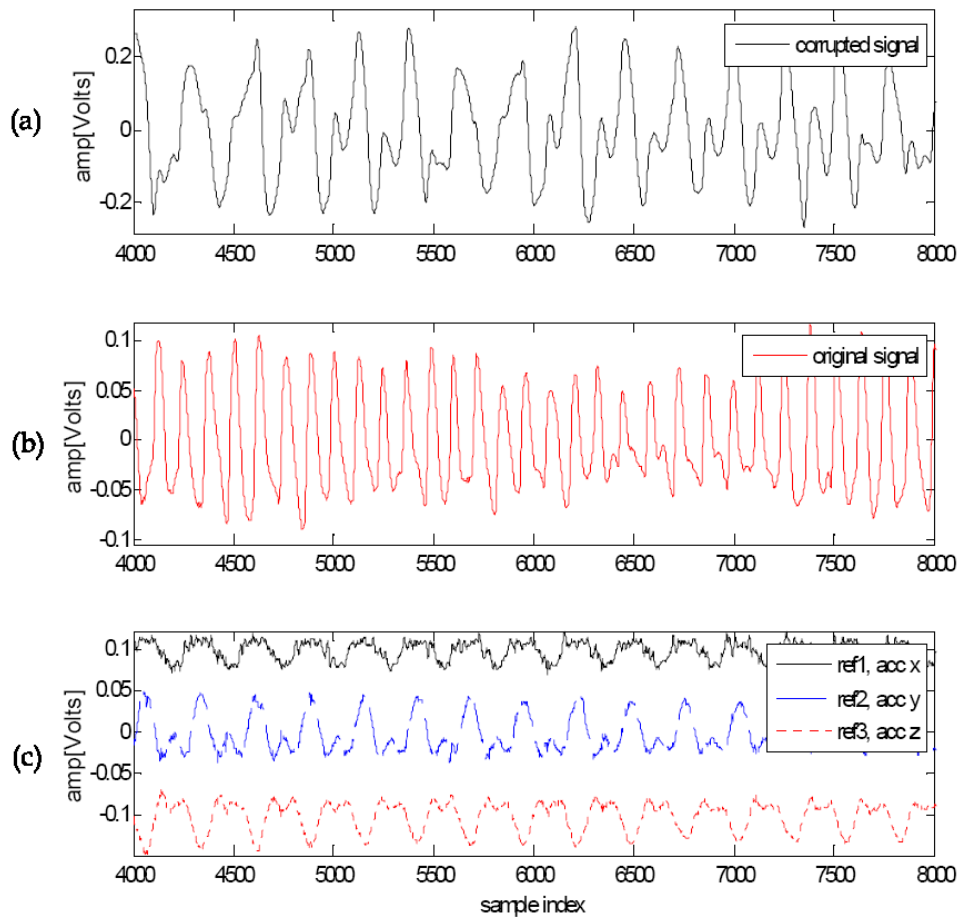 (a)
amp[Volts]
0.2
0
-0.2
corrupted signal
4000 4500 5000 5500 6000 6500 7000 7500 8000
(b)
amp[Volts]
0.1
0.05
0
-0.05
-0.1
original signal
4000 4500 5000 5500 6000 6500 7000 7500 8000
(c)
amp[Volts]
0.1
0.05
0
-0.05
-0.1
ref1, acc x
ref2, acc y
ref3, acc z
4000 4500 5000 5500 6000 6500 7000 7500 8000
sample index